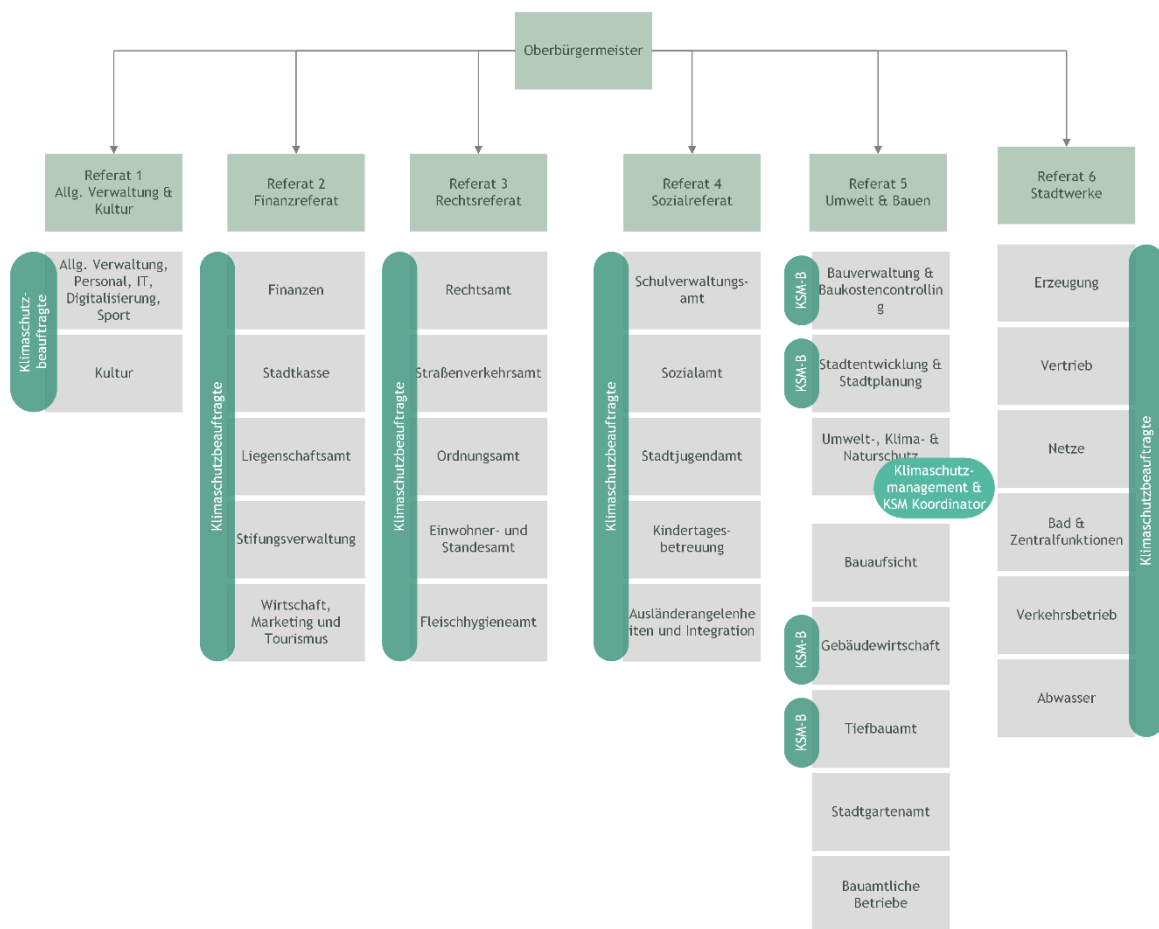 Oberbürgermeister
Referat 1
Allg. Verwaltung &
Kultur
Referat 2
Finanzreferat
Referat 3
Rechtsreferat
Referat 4
Sozialreferat
Referat 5
Umwelt & Bauen
Referat 6
Stadtwerke
Klimaschutz-
beauftragte
Allg. Verwaltung,
Personal, IT,
Digitalisierung,
Sport
Kultur
Klimaschutzbeauftragte
Finanzen
Stadtkasse
Liegenschaftsamt
Stifungsverwaltung
Wirtschaft,
Marketing und
Tourismus
Klimaschutzbeauftragte
Rechtsamt
Straßenverkehrsamt
Ordnungsamt
Einwohner- und
Standesamt
Fleischhygieneamt
Klimaschutzbeauftragte
Schulverwaltungs-
amt
Sozialamt
Stadtjugendamt
Kindertages-
betreuung
Ausländerangelenhe
iten und Integration
KSM-B
Bauverwaltung &
Baukostencontrollin
g
KSM-B
Stadtentwicklung &
Stadtplanung
Umwelt-, Klima- &
Naturschutz
Klimaschutz-
management &
KSM Koordinator
Bauaufsicht
KSM-B
Gebäudewirtschaft
KSM-B
Tiefbauamt
Stadtgartenamt
Bauamtliche
Betriebe
Erzeugung
Vertrieb
Netze
Bad &
Zentralfunktionen
Verkehrsbetrieb
Abwasser
Klimaschutzbeauftragte